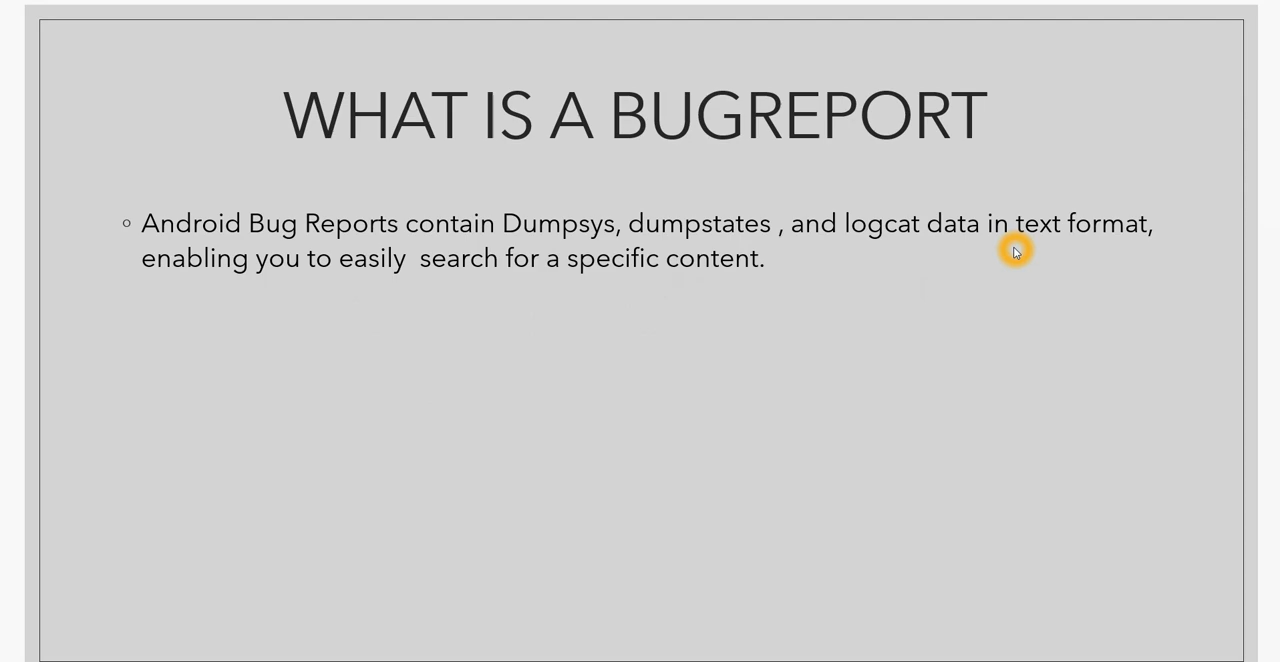 WHAT IS A BUGREPORT
◦ Android Bug Reports contain Dumpsys, dumpstates , and logcat data in text format,
enabling you to easily  search for a specific content.